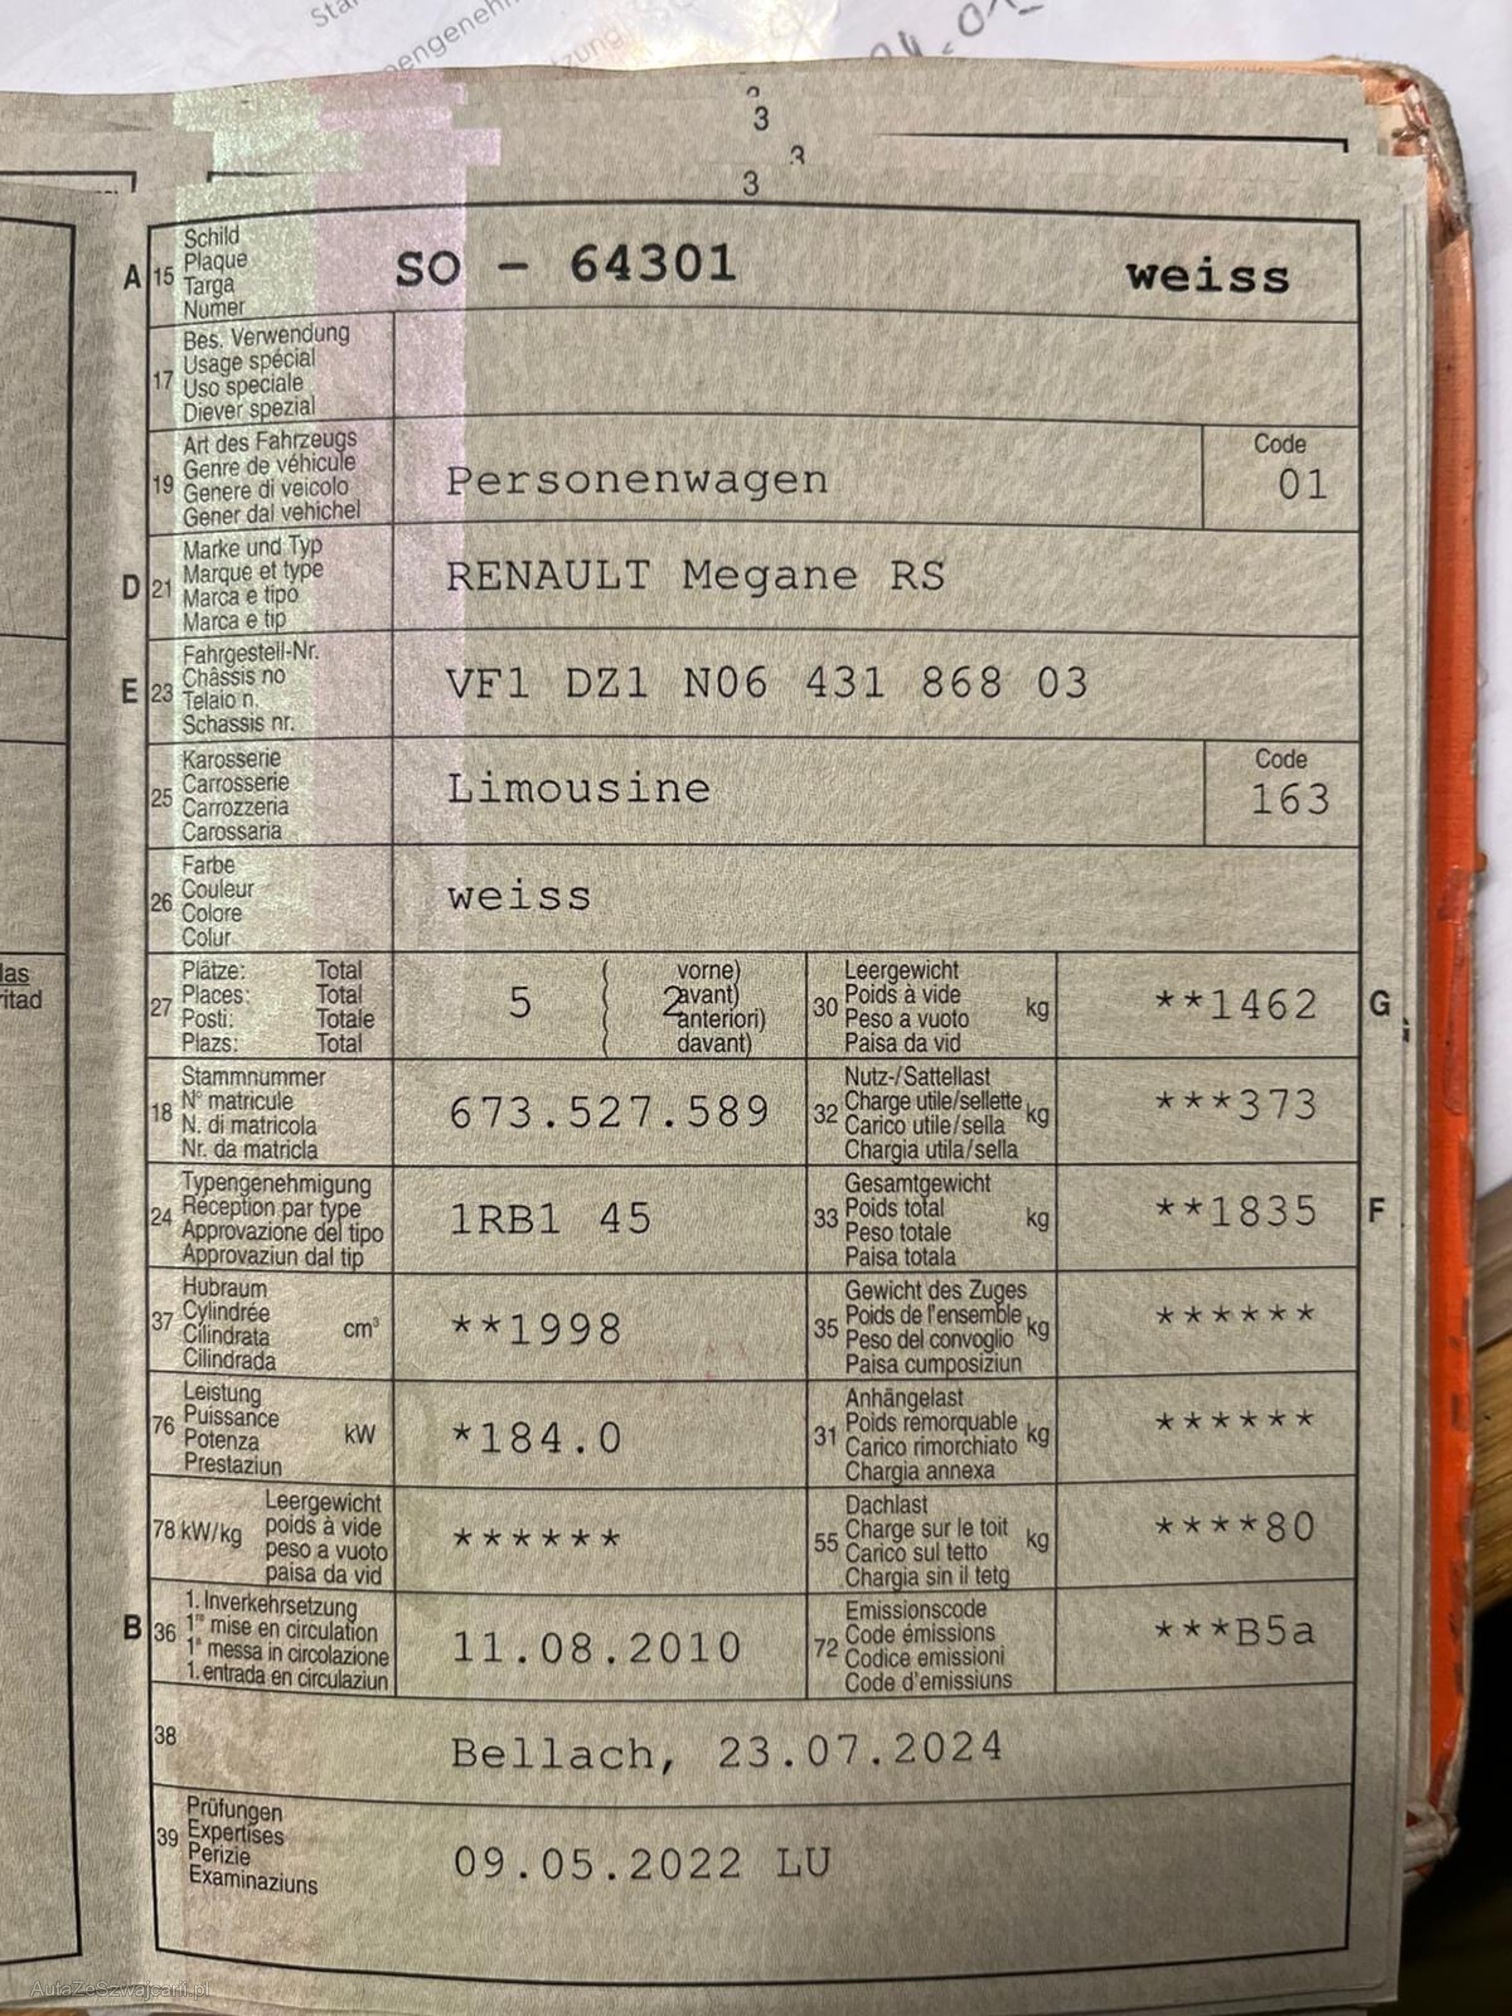 zung
3
3
3
A 15 Schild
Plaque
Targa
Numer
SO - 64301 weiss
17 Bes. Verwendung
Usage spécial
Uso speciale
Diever spezial
19 Art des Fahrzeugs
Genre de véhicule
Genere di veicolo
Gener dal vehichel
Personenwagen
Code
01
D 21 Marke und Typ
Marque et type
Marca e tipo
Marca e tip
RENAULT Megane RS
E 23 Fahrgestell-Nr.
Châssis no
Telaio n.
Schassis nr.
VF1 DZ1 N06 431 868 03
25 Karosserie
Carrosserie
Carrozzeria
Carossaria
Limousine
Code
163
26 Farbe
Couleur
Colore
Colur
weiss
las
ritad
27 Plätze: Total
Places: Total
Posti: Totale
Plazs: Total
5 ( 2 vorne)
avant)
anteriori)
davant)
30 Leergewicht
Poids à vide
Peso a vuoto
Paisa da vid
kg **1462 G
18 Stammnummer
N° matricule
N. di matricola
Nr. da matricla
673.527.589
32 Nutz-/Sattellast
Charge utile/sellette
Carico utile/sella
Chargia utila/sella
kg ***373
24 Typengenehmigung
Réception par type
Approvazione del tipo
Approvaziun dal tip
1RB1 45
33 Gesamtgewicht
Poids total
Peso totale
Paisa totala
kg **1835 F
37 Hubraum
Cylindrée
Cilindrata
Cilindrada
cm³ **1998
35 Gewicht des Zuges
Poids de l'ensemble
Peso del convoglio
Paisa cumposiziun
kg ******
76 Leistung
Puissance
Potenza
Prestaziun
kW *184.0
31 Anhängelast
Poids remorquable
Carico rimorchiato
Chargia annexa
kg ******
78 kW/kg Leergewicht
poids à vide
peso a vuoto
paisa da vid
******
55 Dachlast
Charge sur le toit
Carico sul tetto
Chargia sin il tetg
kg ****80
B 36 1. Inverkehrsetzung
1re mise en circulation
1a messa in circolazione
1. entrada en circulaziun
11.08.2010
72 Emissionscode
Code émissions
Codice emissioni
Code d'emissiuns
***B5a
38 Bellach, 23.07.2024
39 Prüfungen
Expertises
Perizie
Examinaziuns
09.05.2022 LU
AutaZeSzwajcarii.pl